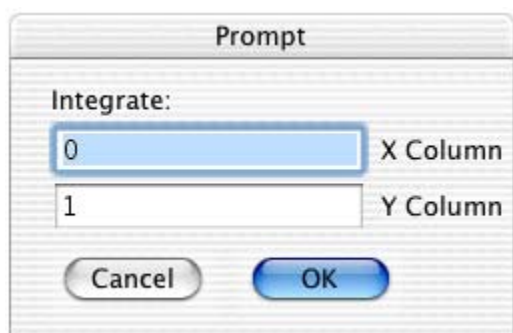 Prompt
Integrate:
0 X Column
1 Y Column
Cancel OK